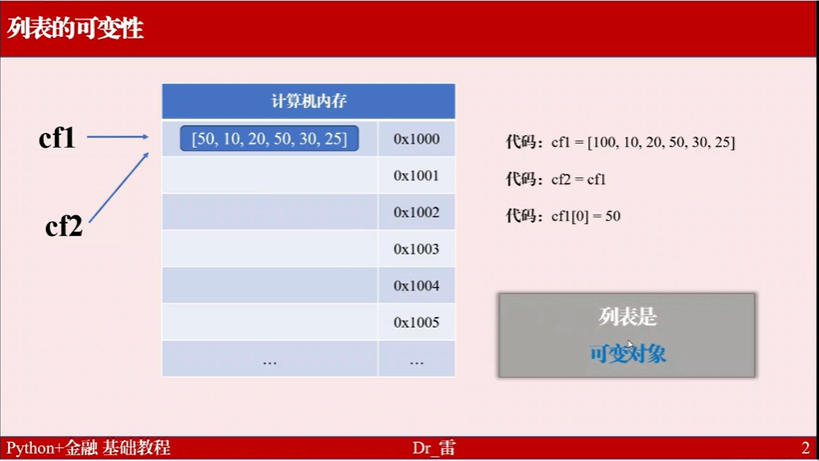 列表的可变性
计算机内存
cf1
[50, 10, 20, 50, 30, 25]
0x1000
0x1001
cf2
0x1002
0x1003
0x1004
0x1005
…
…
代码：cf1 = [100, 10, 20, 50, 30, 25]
代码：cf2 = cf1
代码：cf1[0] = 50
列表是
可变对象
Python+金融 基础教程
Dr_雷
2